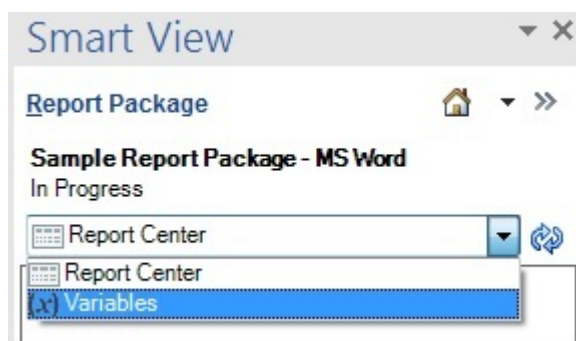 Smart View
Report Package
Sample Report Package - MS Word
In Progress
Report Center
Report Center
(x) Variables